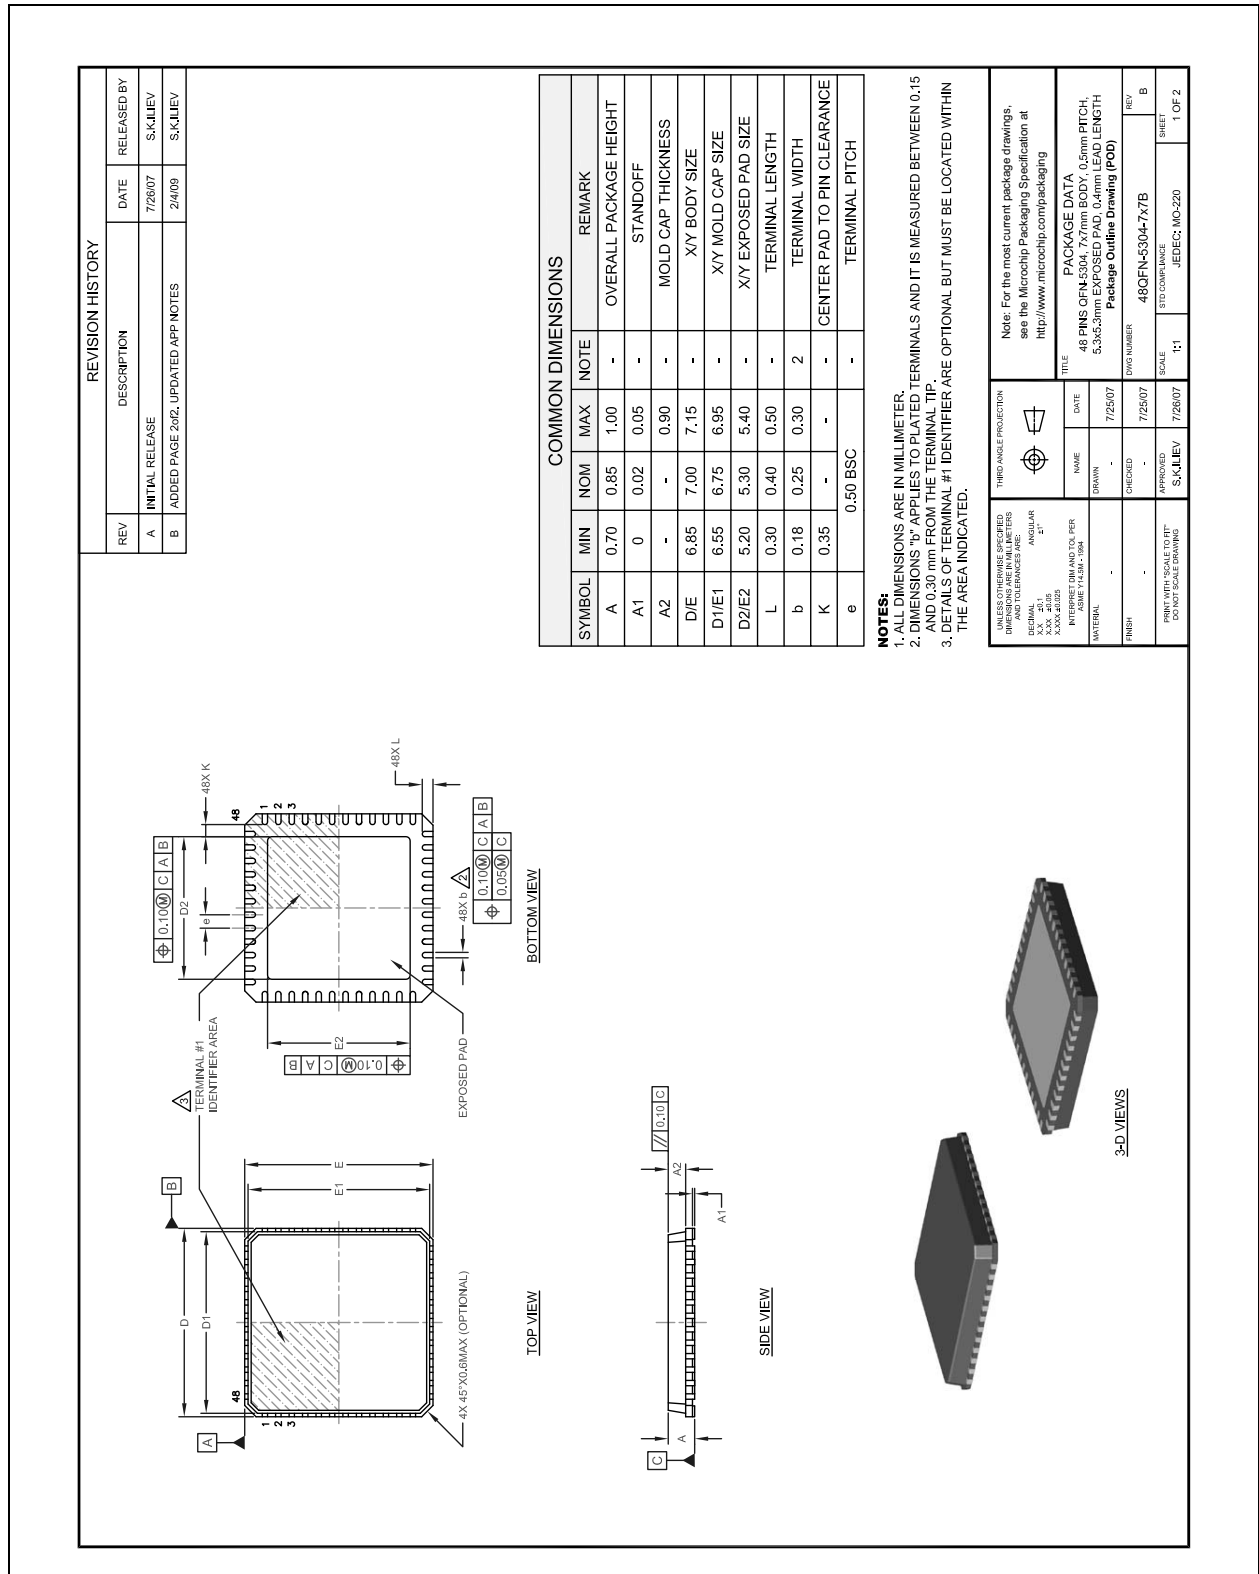 REVISION HISTORY
REV DESCRIPTION DATE RELEASED BY
A INITIAL RELEASE 7/26/07 S.K.ILIEV
B ADDED PAGE 2of2. UPDATED APP NOTES 2/4/09 S.K.ILIEV
COMMON DIMENSIONS
SYMBOL MIN NOM MAX NOTE REMARK
A 0.70 0.85 1.00 - OVERALL PACKAGE HEIGHT
A1 0 0.02 0.05 - STANDOFF
A2 - - 0.90 - MOLD CAP THICKNESS
D/E 6.85 7.00 7.15 - X/Y BODY SIZE
D1/E1 6.55 6.75 6.95 - X/Y MOLD CAP SIZE
D2/E2 5.20 5.30 5.40 - X/Y EXPOSED PAD SIZE
L 0.30 0.40 0.50 - TERMINAL LENGTH
b 0.18 0.25 0.30 2 TERMINAL WIDTH
K 0.35 - - - CENTER PAD TO PIN CLEARANCE
e 0.50 BSC - TERMINAL PITCH
NOTES:
1. ALL DIMENSIONS ARE IN MILLIMETER.
2. DIMENSIONS "b" APPLIES TO PLATED TERMINALS AND IT IS MEASURED BETWEEN 0.15
AND 0.30 mm FROM THE TERMINAL TIP.
3. DETAILS OF TERMINAL #1 IDENTIFIER ARE OPTIONAL BUT MUST BE LOCATED WITHIN
THE AREA INDICATED.
UNLESS OTHERWISE SPECIFIED
DIMENSIONS ARE IN MILLIMETERS
AND TOLERANCES ARE:
DECIMAL ANGULAR
X.X ±0.1 ±1°
X.XX ±0.05
X.XXX ±0.025
INTERPRET DIM AND TOL PER
ASME Y14.5M - 1994
MATERIAL
-
FINISH
-
PRINT WITH "SCALE TO FIT"
DO NOT SCALE DRAWING
THIRD ANGLE PROJECTION
NAME DATE
DRAWN
- 7/25/07
CHECKED
- 7/25/07
APPROVED
S.K.ILIEV 7/26/07
Note: For the most current package drawings,
see the Microchip Packaging Specification at
http://www.microchip.com/packaging
TITLE
PACKAGE DATA
48 PINS QFN-5304, 7x7mm BODY, 0.5mm PITCH,
5.3x5.3mm EXPOSED PAD, 0.4mm LEAD LENGTH
Package Outline Drawing (POD)
DWG NUMBER REV
48QFN-5304-7x7B B
SCALE STD COMPLIANCE SHEET
1:1 JEDEC: MO-220 1 OF 2
A
B
D
D1
E
E1
48
1
2
3
4X 45°X0.6MAX (OPTIONAL)
TOP VIEW
3
TERMINAL #1
IDENTIFIER AREA
0.10 M C A B
D2
e
48X K
48
1
2
3
48X L
E2
0.10 M C A B
EXPOSED PAD
48X b 2
0.10 M C A B
0.05 M C
BOTTOM VIEW
C
A
A2
A1
// 0.10 C
SIDE VIEW
3-D VIEWS